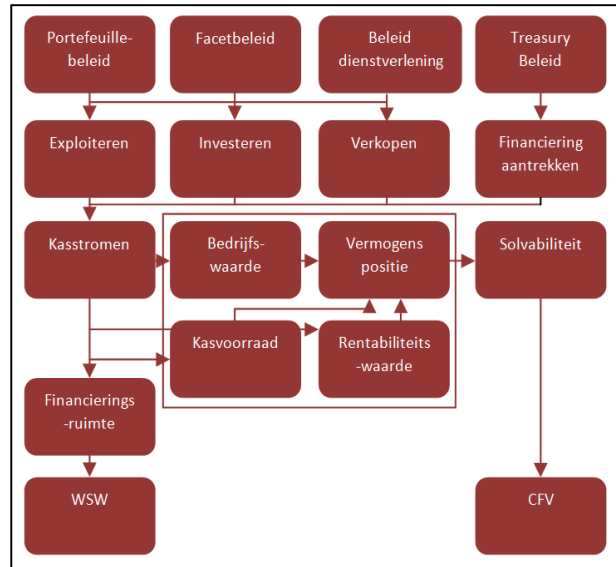 Portefeuille-
beleid
Facetbeleid
Beleid
dienstverlening
Treasury
Beleid
Exploiteren
Investeren
Verkopen
Financiering
aantrekken
Kasstromen
Bedrijfs-
waarde
Vermogens
positie
Solvabiliteit
Kasvoorraad
Rentabiliteits
-waarde
Financierings
-ruimte
WSW
CFV